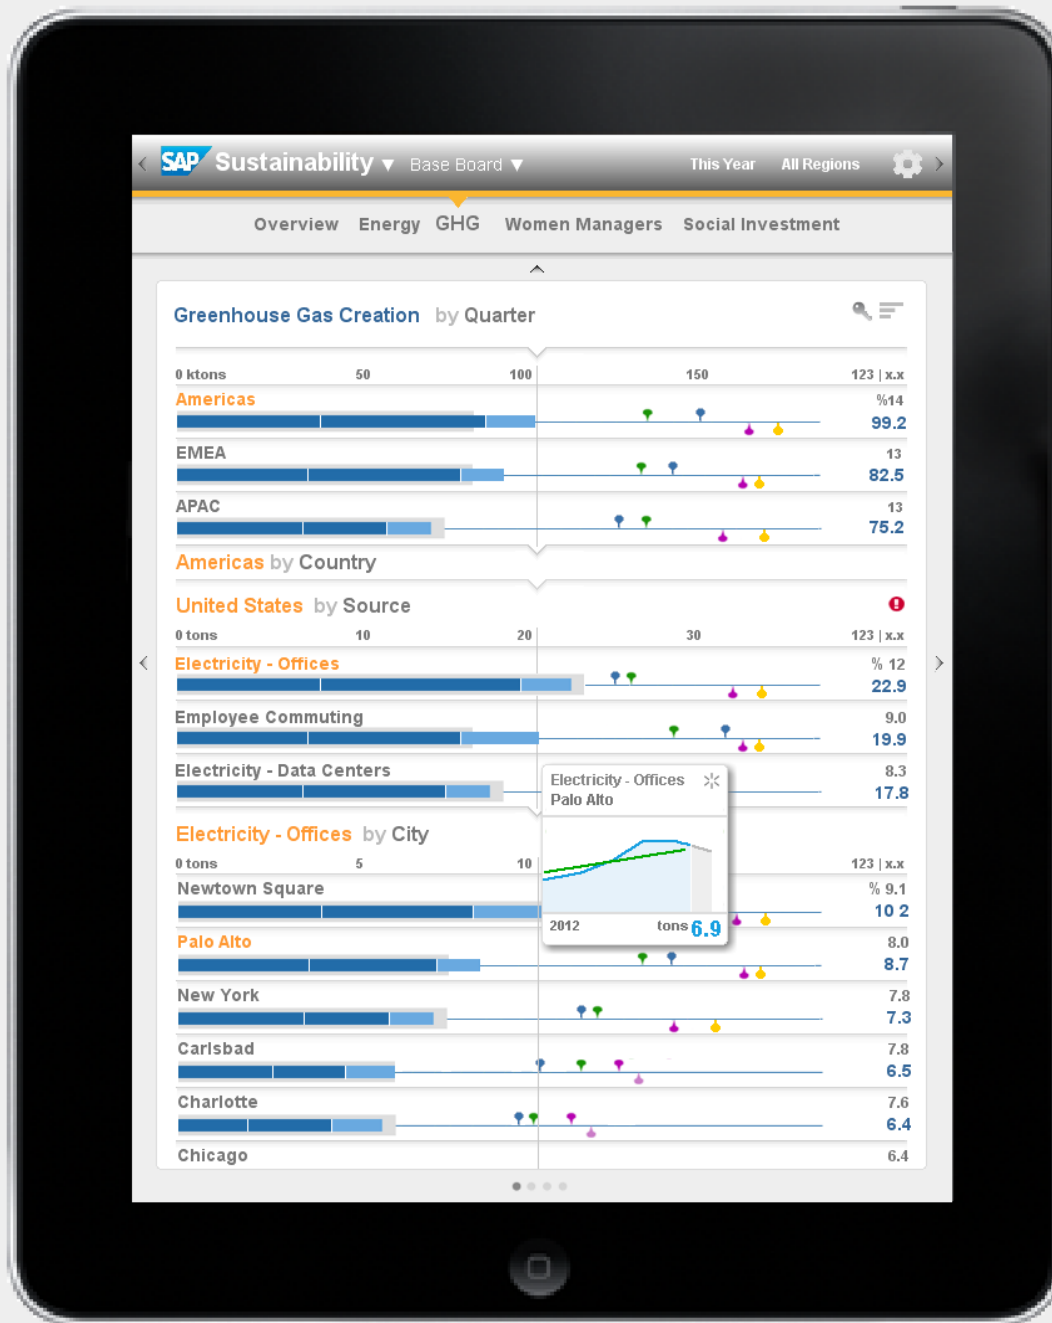 SAP Sustainability ▼ Base Board ▼ This Year All Regions
Overview Energy GHG Women Managers Social Investment
Greenhouse Gas Creation by Quarter
0 ktons 50 100 150 123 | x.x
Americas %14
99.2
EMEA 13
82.5
APAC 13
75.2
Americas by Country
United States by Source
0 tons 10 20 30 123 | x.x
Electricity - Offices % 12
22.9
Employee Commuting 9.0
19.9
Electricity - Data Centers 8.3
17.8
Electricity - Offices
Palo Alto
2012 tons 6.9
Electricity - Offices by City
0 tons 5 10 123 | x.x
Newtown Square % 9.1
10 2
Palo Alto 8.0
8.7
New York 7.8
7.3
Carlsbad 7.8
6.5
Charlotte 7.6
6.4
Chicago 6.4